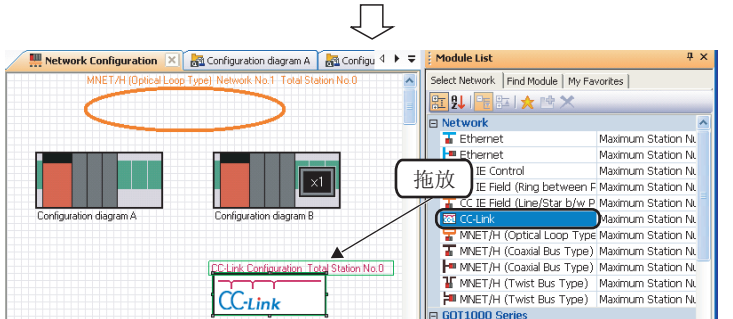 Network Configuration
Configuration diagram A
Configu
MNET/H (Optical Loop Type) Network No.1 Total Station No.0
Configuration diagram A
x1
Configuration diagram B
拖放
CC-Link Configuration Total Station No.0
CC-Link
Module List
Select Network
Find Module
My Favorites
Network
Ethernet Maximum Station Nu
Ethernet Maximum Station Nu
IE Control Maximum Station Nu
IE Field (Ring between F Maximum Station Nu
CC IE Field (Line/Star b/w P Maximum Station Nu
CC-Link Maximum Station Nu
MNET/H (Optical Loop Type Maximum Station Nu
MNET/H (Coaxial Bus Type) Maximum Station Nu
MNET/H (Coaxial Bus Type) Maximum Station Nu
MNET/H (Twist Bus Type) Maximum Station Nu
MNET/H (Twist Bus Type) Maximum Station Nu
GOT1000 Series